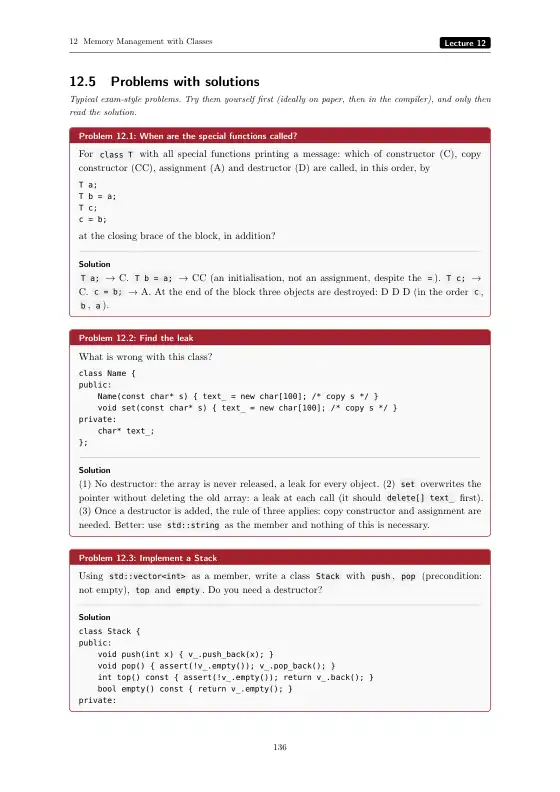 12 Memory Management with Classes
Lecture 12
12.5 Problems with solutions
Typical exam-style problems. Try them yourself first (ideally on paper, then in the compiler), and only then
read the solution.
Problem 12.1: When are the special functions called?
For class T with all special functions printing a message: which of constructor (C), copy
constructor (CC), assignment (A) and destructor (D) are called, in this order, by
T a;
T b = a;
T c;
c = b;
at the closing brace of the block, in addition?
Solution
T a; → C. T b = a; → CC (an initialisation, not an assignment, despite the =). T c; →
C. c = b; → A. At the end of the block three objects are destroyed: D D D (in the order c,
b, a).
Problem 12.2: Find the leak
What is wrong with this class?
class Name {
public:
    Name(const char* s) { text_ = new char[100]; /* copy s */ }
    void set(const char* s) { text_ = new char[100]; /* copy s */ }
private:
    char* text_;
};
Solution
(1) No destructor: the array is never released, a leak for every object. (2) set overwrites the
pointer without deleting the old array: a leak at each call (it should delete[] text_ first).
(3) Once a destructor is added, the rule of three applies: copy constructor and assignment are
needed. Better: use std::string as the member and nothing of this is necessary.
Problem 12.3: Implement a Stack
Using std::vector<int> as a member, write a class Stack with push, pop (precondition:
not empty), top and empty. Do you need a destructor?
Solution
class Stack {
public:
    void push(int x) { v_.push_back(x); }
    void pop() { assert(!v_.empty()); v_.pop_back(); }
    int top() const { assert(!v_.empty()); return v_.back(); }
    bool empty() const { return v_.empty(); }
private:
136